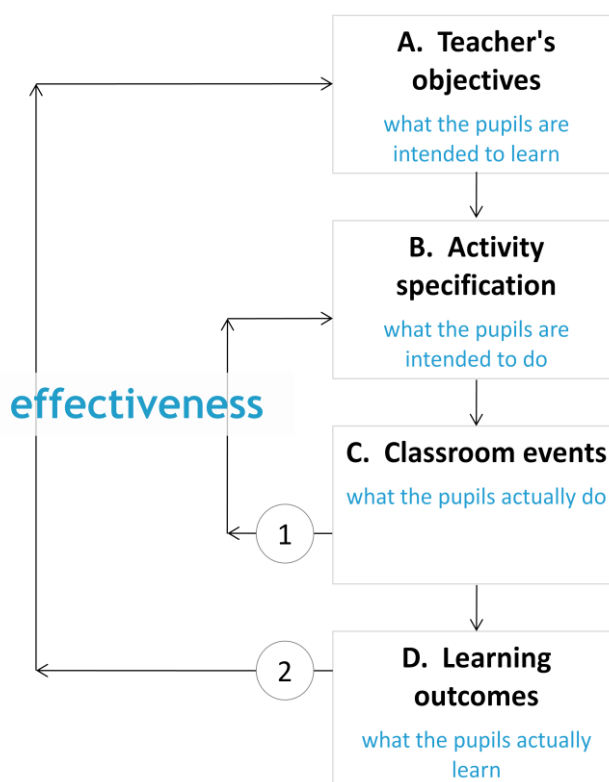 A. Teacher's
objectives
what the pupils are
intended to learn
B. Activity
specification
what the pupils are
intended to do
effectiveness
C. Classroom events
what the pupils actually do
1
D. Learning
outcomes
what the pupils actually
learn
2